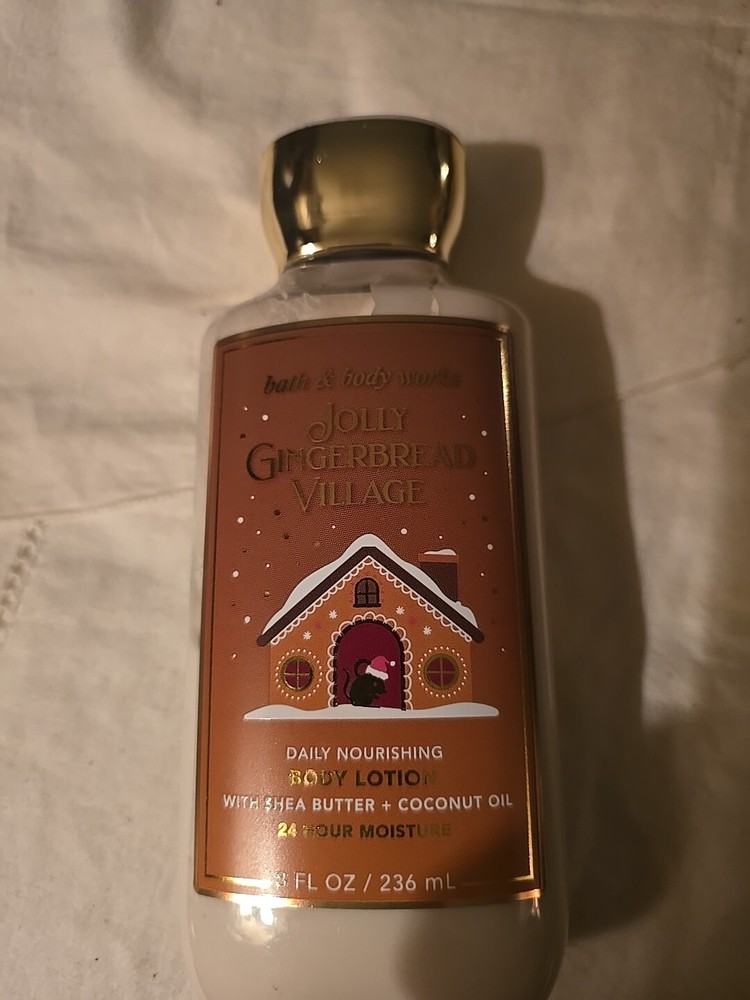 bath & body works
JOLLY
GINGERBREAD
VILLAGE
DAILY NOURISHING
BODY LOTION
WITH SHEA BUTTER + COCONUT OIL
24 HOUR MOISTURE
8 FL OZ / 236 mL